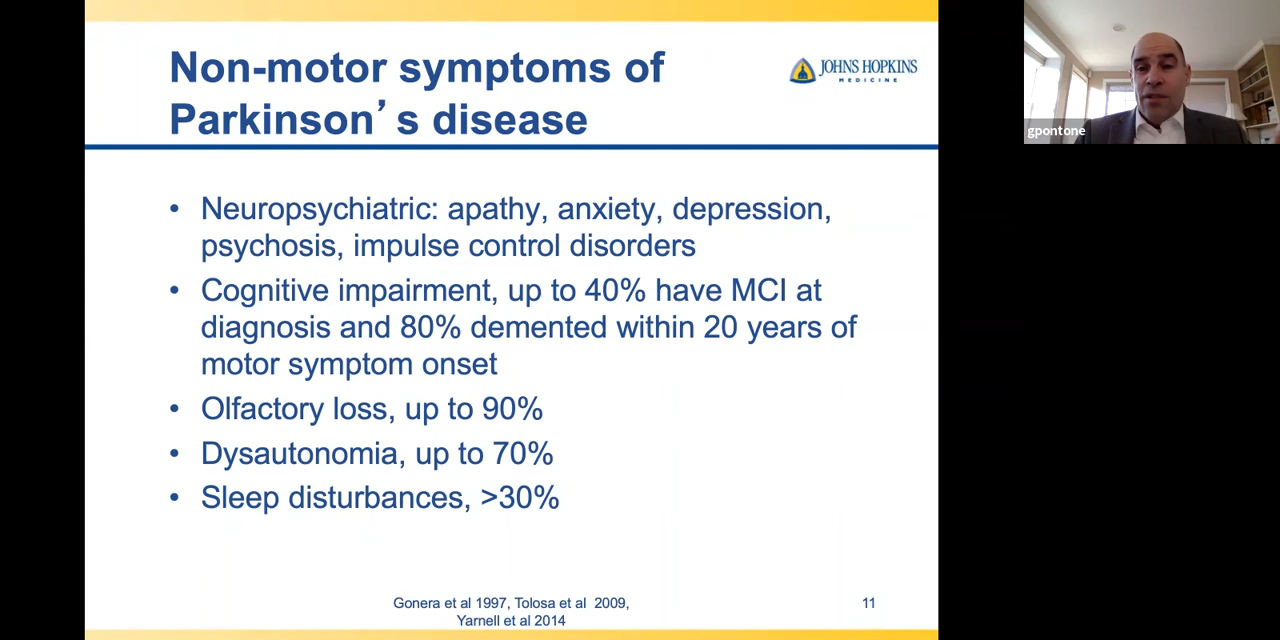 Non-motor symptoms of
Parkinson’s disease
JOHNS HOPKINS
MEDICINE
gpontone
• Neuropsychiatric: apathy, anxiety, depression,
psychosis, impulse control disorders
• Cognitive impairment, up to 40% have MCI at
diagnosis and 80% demented within 20 years of
motor symptom onset
• Olfactory loss, up to 90%
• Dysautonomia, up to 70%
• Sleep disturbances, >30%
Gonera et al 1997, Tolosa et al 2009,
Yarnell et al 2014
11